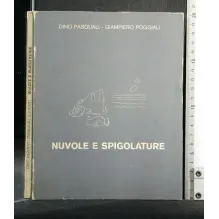 DINO PASQUALI - GIAMPIERO POGGIALI
NUVOLE E SPIGOLATURE